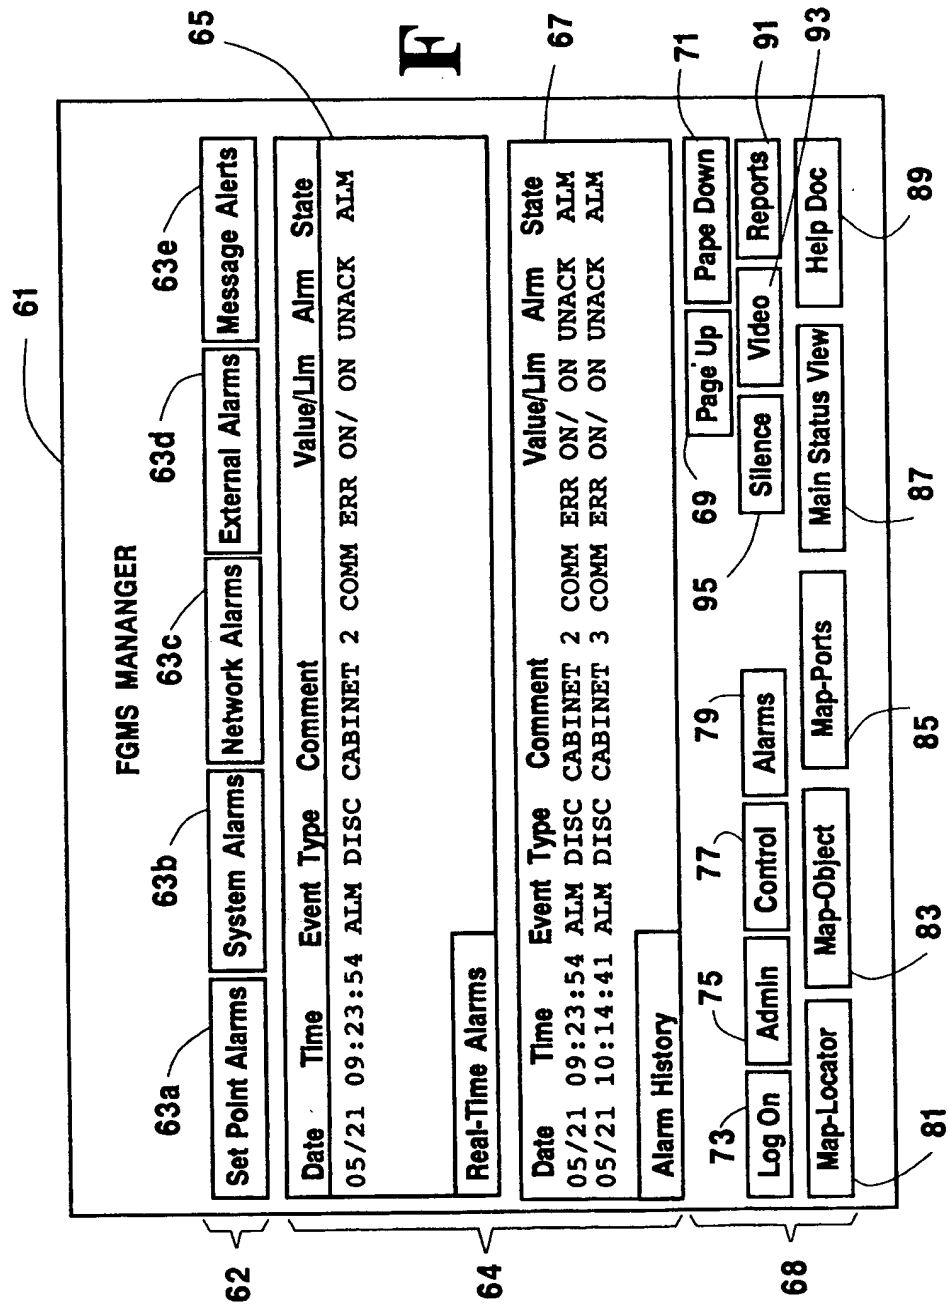 61
FGMS MANANGER
63a
63b
63c
63d
63e
62
Set Point Alarms
System Alarms
Network Alarms
External Alarms
Message Alerts
65
Date Time Event Type Comment Value/Lim Alrm State
05/21 09:23:54 ALM DISC CABINET 2 COMM ERR ON/ ON UNACK ALM
Real-Time Alarms
64
F
67
Date Time Event Type Comment Value/Lim Alrm State
05/21 09:23:54 ALM DISC CABINET 2 COMM ERR ON/ ON UNACK ALM
05/21 10:14:41 ALM DISC CABINET 3 COMM ERR ON/ ON UNACK ALM
Alarm History
69
Page Up
Pape Down
71
73
75
77
79
95
Log On
Admin
Control
Alarms
Silence
Video
Reports
91
93
68
Map-Locator
Map-Object
Map-Ports
Main Status View
Help Doc
81
83
85
87
89